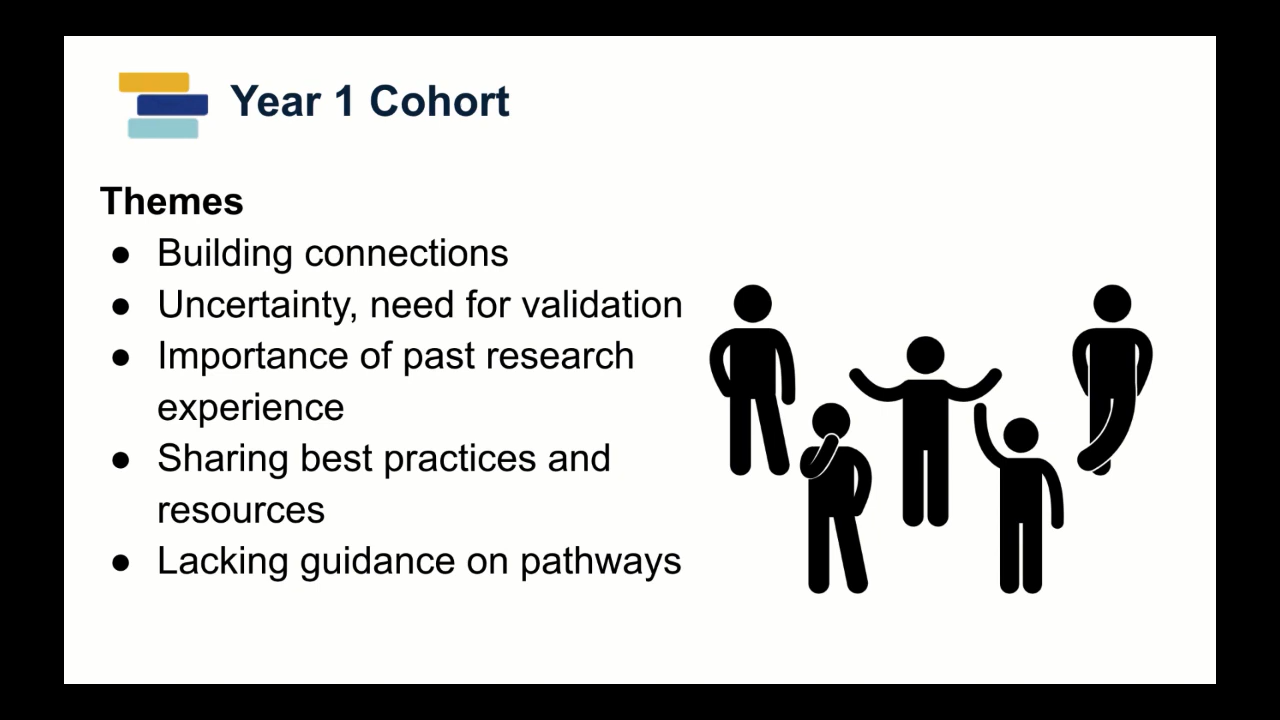 Year 1 Cohort
Themes
● Building connections
● Uncertainty, need for validation
● Importance of past research
experience
● Sharing best practices and
resources
● Lacking guidance on pathways